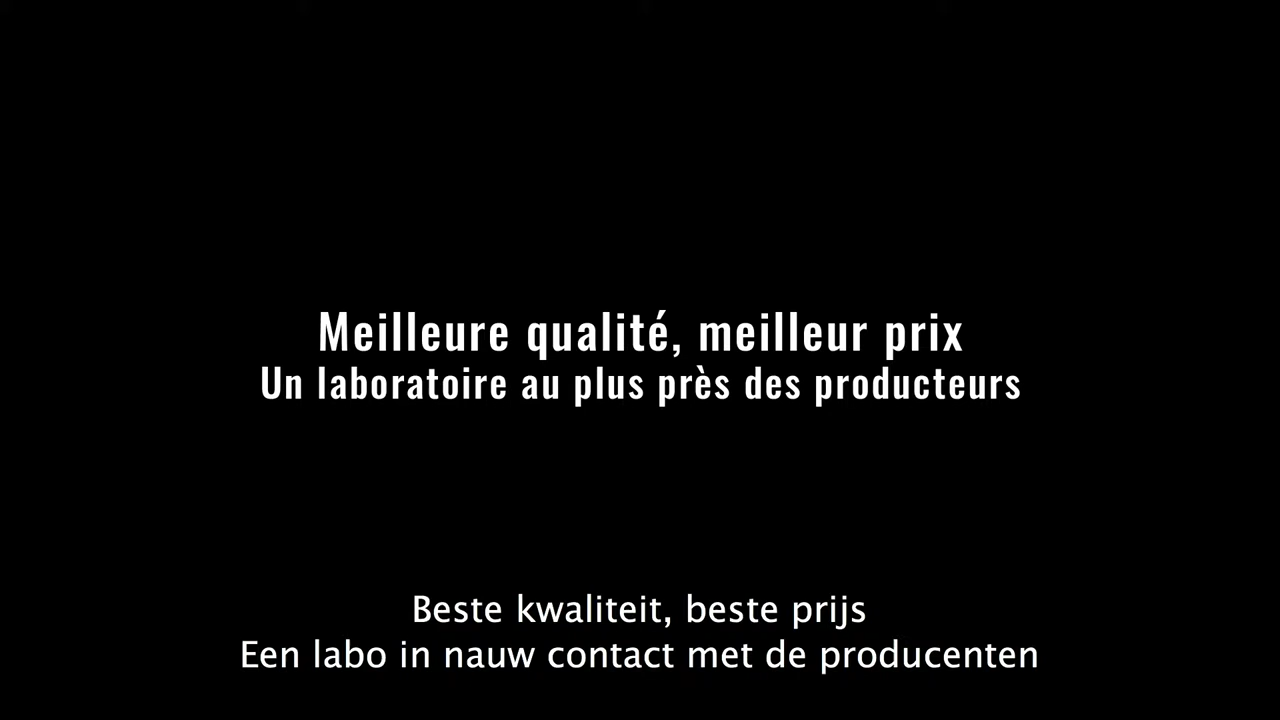 Meilleure qualité, meilleur prix
Un laboratoire au plus près des producteurs
Beste kwaliteit, beste prijs
Een labo in nauw contact met de producenten